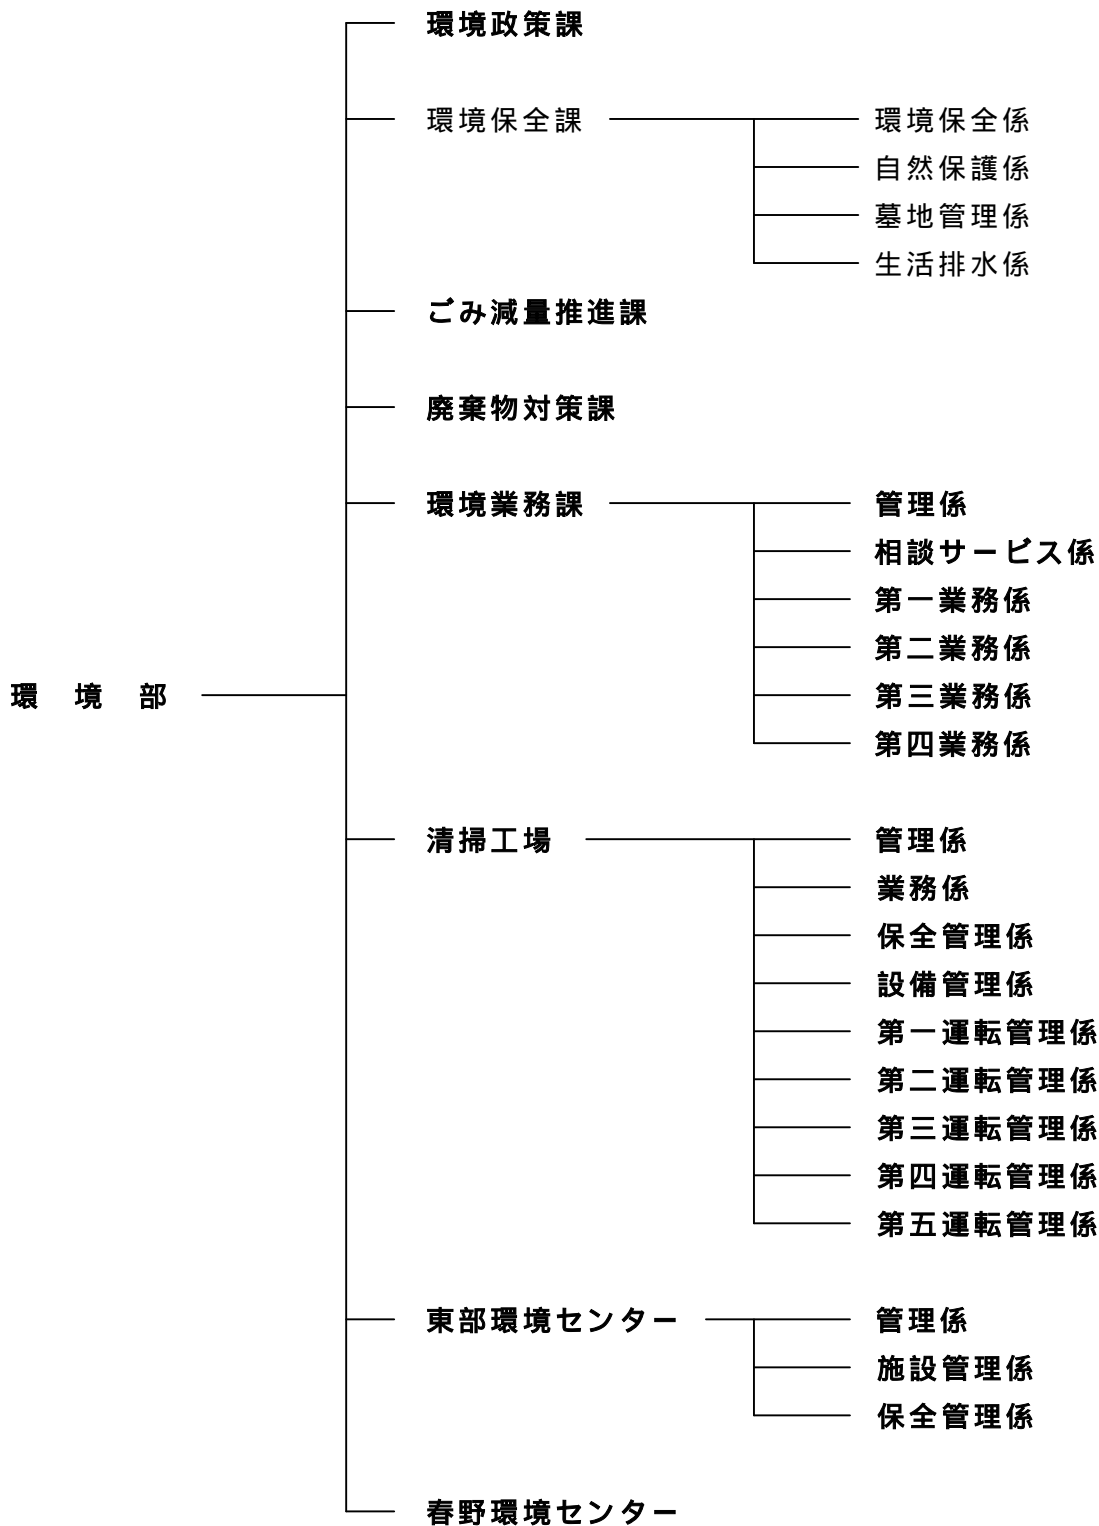 環境政策課
環境保全課 環境保全係
自然保護係
墓地管理係
生活排水係
ごみ減量推進課
廃棄物対策課
環境業務課 管理係
相談サービス係
第一業務係
第二業務係
環境部 第三業務係
第四業務係
清掃工場 管理係
業務係
保全管理係
設備管理係
第一運転管理係
第二運転管理係
第三運転管理係
第四運転管理係
第五運転管理係
東部環境センター 管理係
施設管理係
保全管理係
春野環境センター